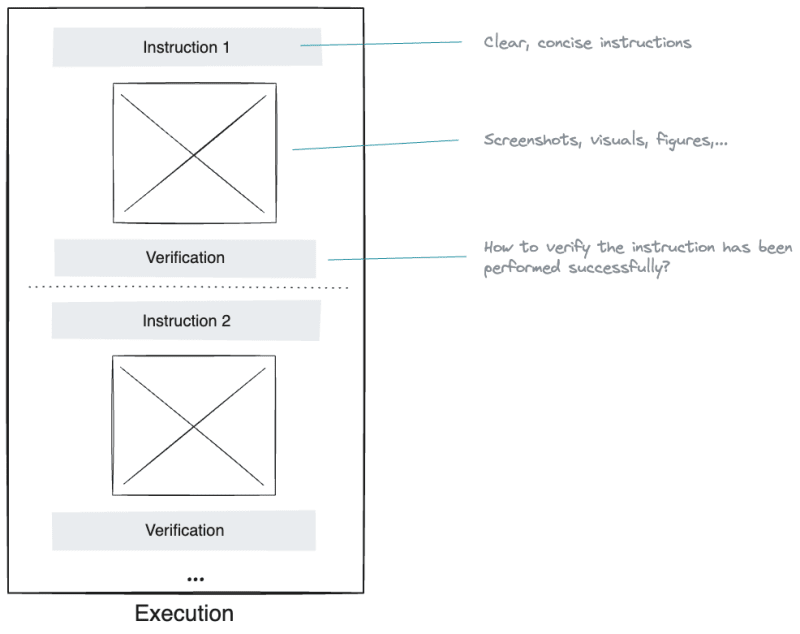 Instruction 1
Clear, concise instructions
Screenshots, visuals, figures,...
Verification
How to verify the instruction has been
performed successfully?
Instruction 2
Verification
...
Execution